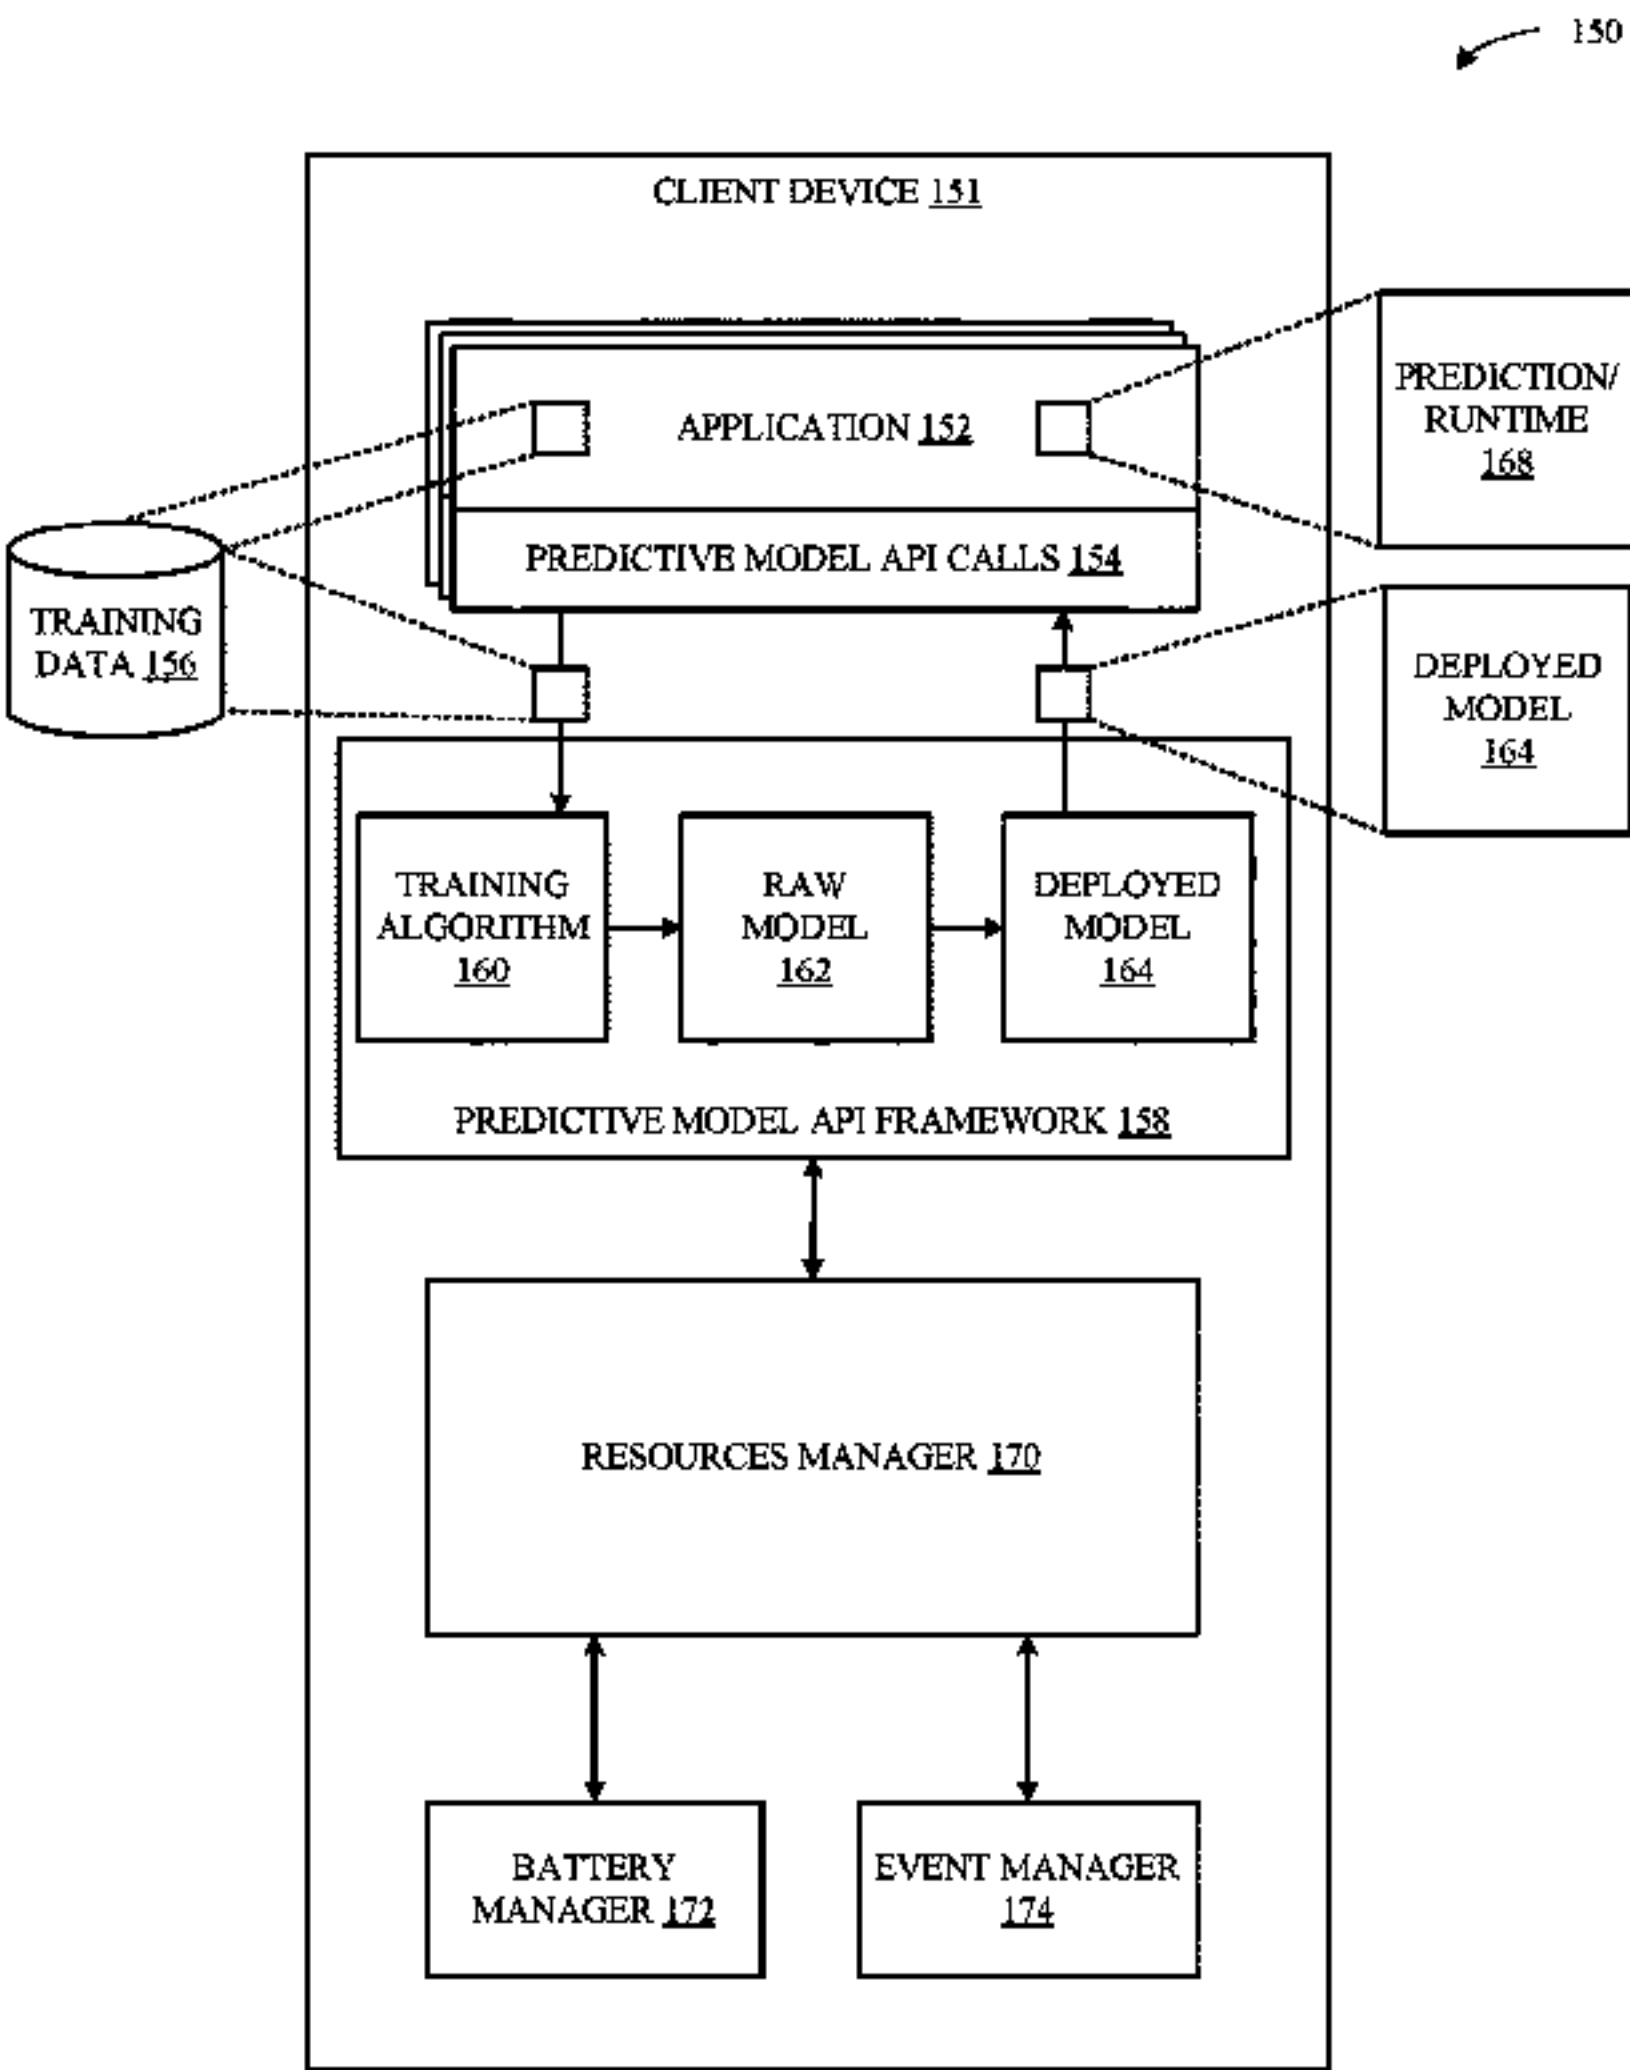 150
CLIENT DEVICE 151
APPLICATION 152
PREDICTION/
RUNTIME
168
PREDICTIVE MODEL API CALLS 154
TRAINING
DATA 156
DEPLOYED
MODEL
164
TRAINING
ALGORITHM
160
RAW
MODEL
162
DEPLOYED
MODEL
164
PREDICTIVE MODEL API FRAMEWORK 158
RESOURCES MANAGER 170
BATTERY
MANAGER 172
EVENT MANAGER
174